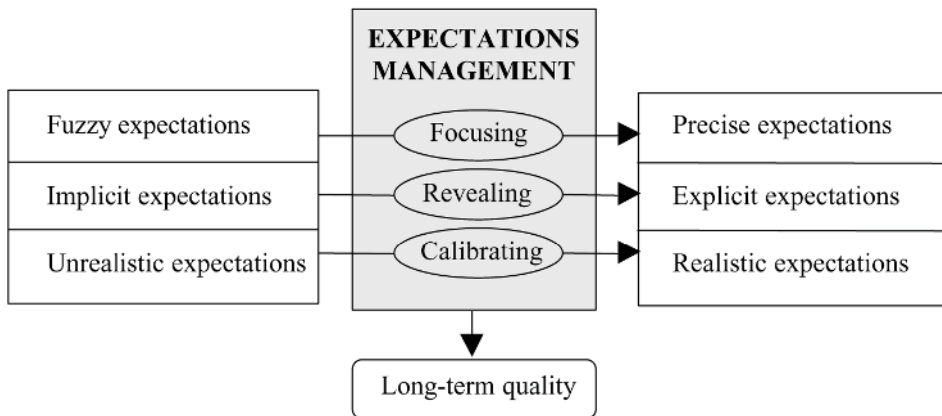 EXPECTATIONS
MANAGEMENT
Fuzzy expectations
Focusing
Precise expectations
Implicit expectations
Revealing
Explicit expectations
Unrealistic expectations
Calibrating
Realistic expectations
Long-term quality